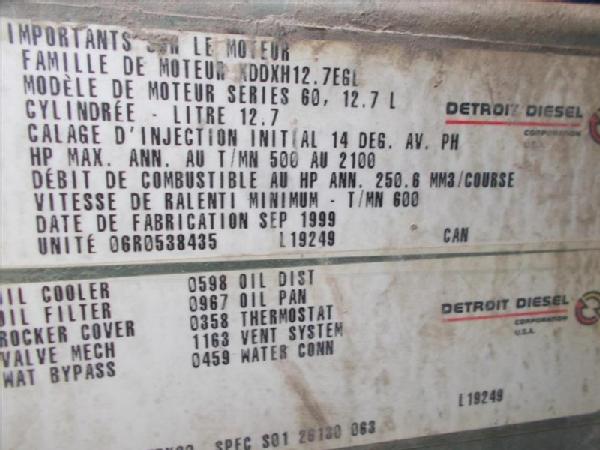 IMPORTANTS SUR LE MOTEUR
FAMILLE DE MOTEUR XDDXH12.7EGL
MODÈLE DE MOTEUR SERIES 60, 12.7 L
CYLINDRÉE - LITRE 12.7
CALAGE D'INJECTION INITIAL 14 DEG. AV. PH
HP MAX. ANN. AU T/MN 500 AU 2100
DÉBIT DE COMBUSTIBLE AU HP ANN. 250.6 MM3/COURSE
VITESSE DE RALENTI MINIMUM - T/MN 600
DATE DE FABRICATION SEP 1999
UNITÉ 06R0538435 L19249 CAN
DETROIT DIESEL
CORPORATION
U.S.A.
OIL COOLER 0598 OIL DIST
OIL FILTER 0967 OIL PAN
ROCKER COVER 0358 THERMOSTAT
VALVE MECH 1163 VENT SYSTEM
WAT BYPASS 0459 WATER CONN
DETROIT DIESEL
CORPORATION
U.S.A.
L19249
SPEC S01 26130 063